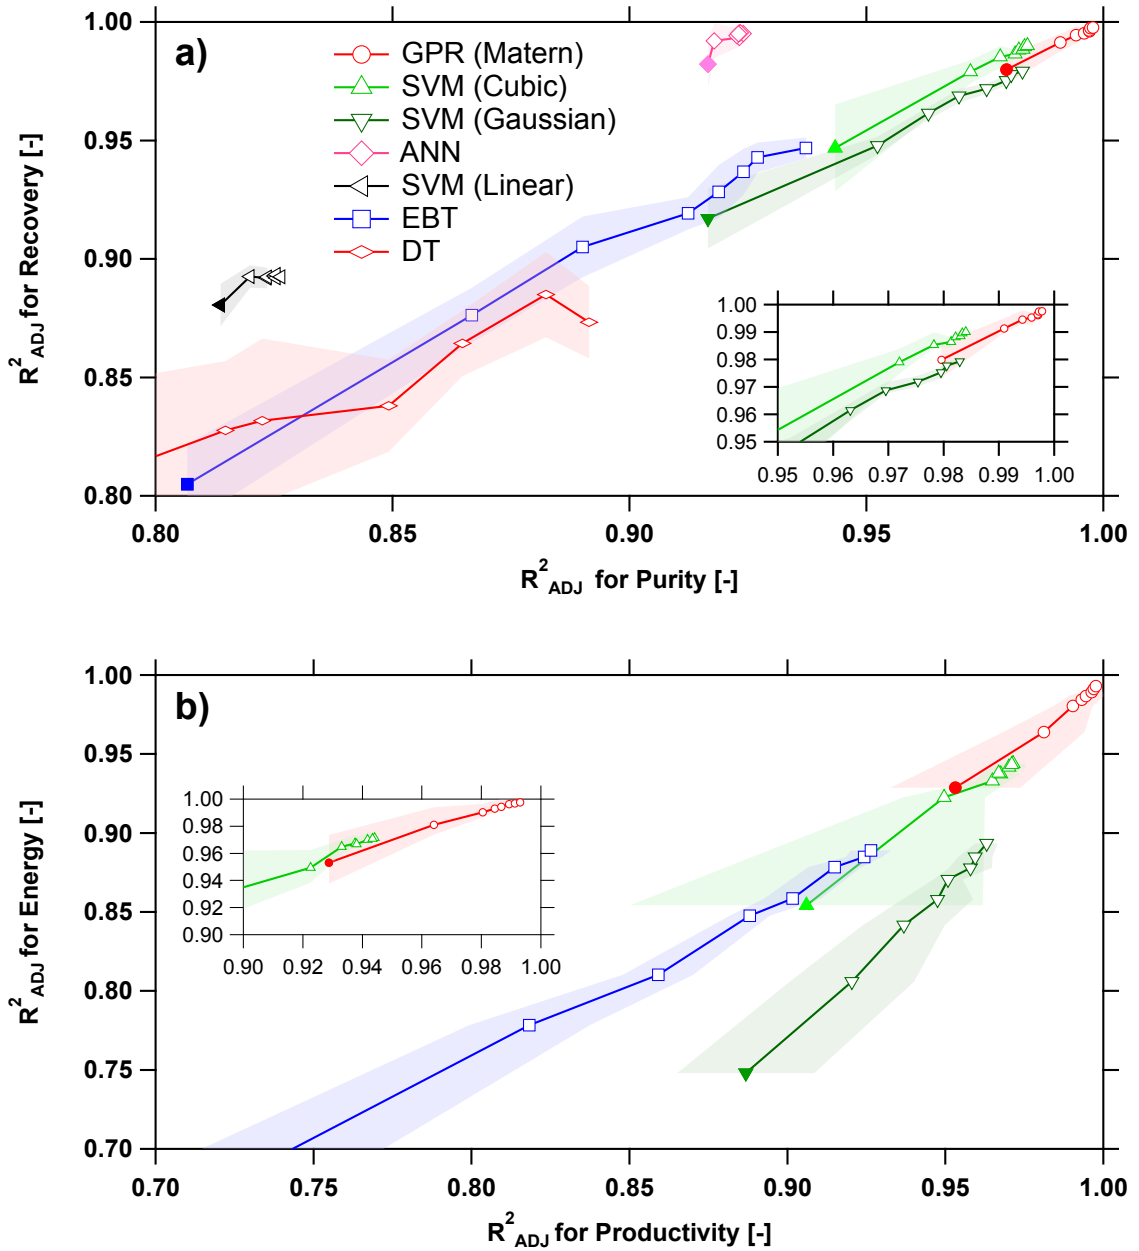 a)
GPR (Matern)
SVM (Cubic)
SVM (Gaussian)
ANN
SVM (Linear)
EBT
DT
1.00
0.95
0.90
0.85
0.80
R²ADJ for Recovery [-]
1.00
0.99
0.98
0.97
0.96
0.95
0.95 0.96 0.97 0.98 0.99 1.00
0.80 0.85 0.90 0.95 1.00
R²ADJ for Purity [-]
b)
1.00
0.95
0.90
0.85
0.80
0.75
0.70
R²ADJ for Energy [-]
1.00
0.98
0.96
0.94
0.92
0.90
0.90 0.92 0.94 0.96 0.98 1.00
0.70 0.75 0.80 0.85 0.90 0.95 1.00
R²ADJ for Productivity [-]